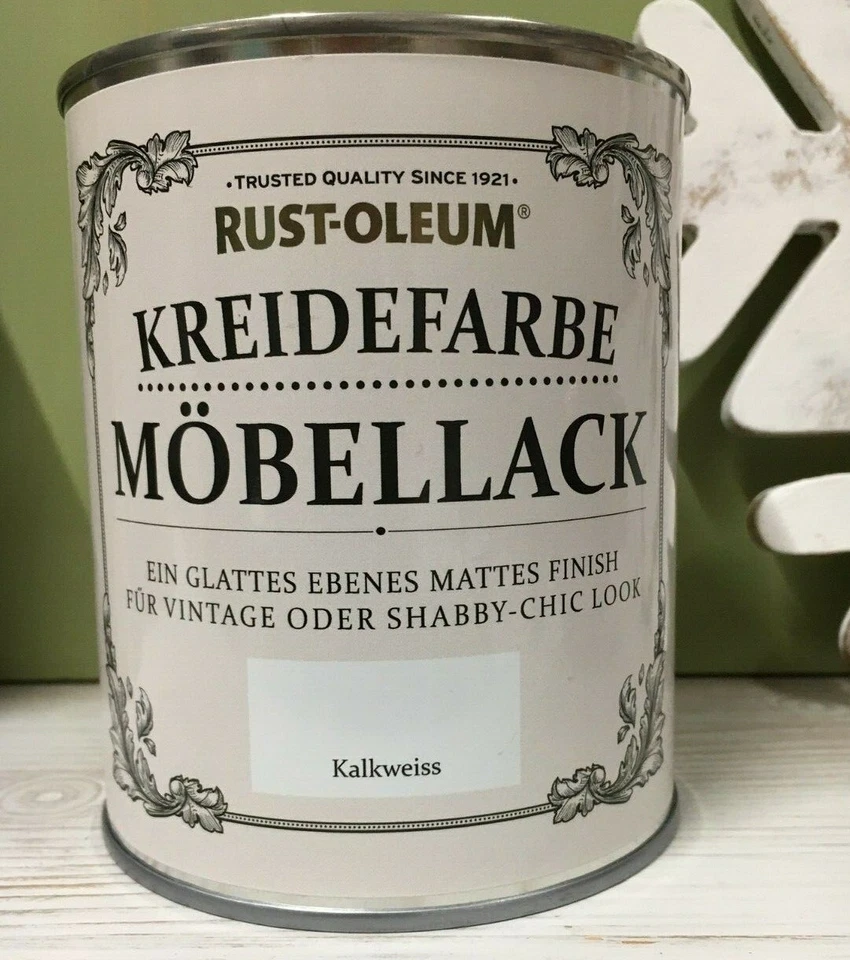 •TRUSTED QUALITY SINCE 1921•
RUST-OLEUM®
KREIDEFARBE
MÖBELLACK
EIN GLATTES EBENES MATTES FINISH
FÜR VINTAGE ODER SHABBY-CHIC LOOK
Kalkweiss